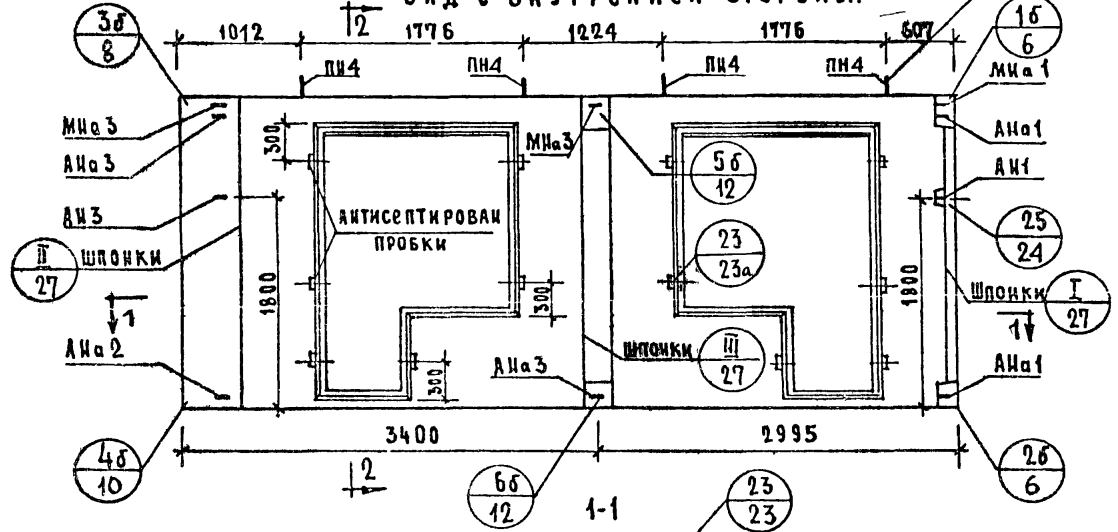 2
ВИД С ВНУТРЕННЕЙ СТОРОНЫ
3б
8
1012
1776
1224
1776
607
1б
6
ПН4
ПН4
ПН4
ПН4
МНа1
МНа3
АНа3
300
МНа3
АНа1
5б
12
АН1
АН3
АНТИСЕПТИРОВАН
ПРОБКИ
23
23а
25
24
II
27
ШПОНКИ
1800
300
1800
ШПОНКИ
I
27
1
1
АНа2
ШПОНКИ
III
27
АНа3
300
АНа1
3400
2995
4б
10
2
6б
12
1-1
23
23
2б
6